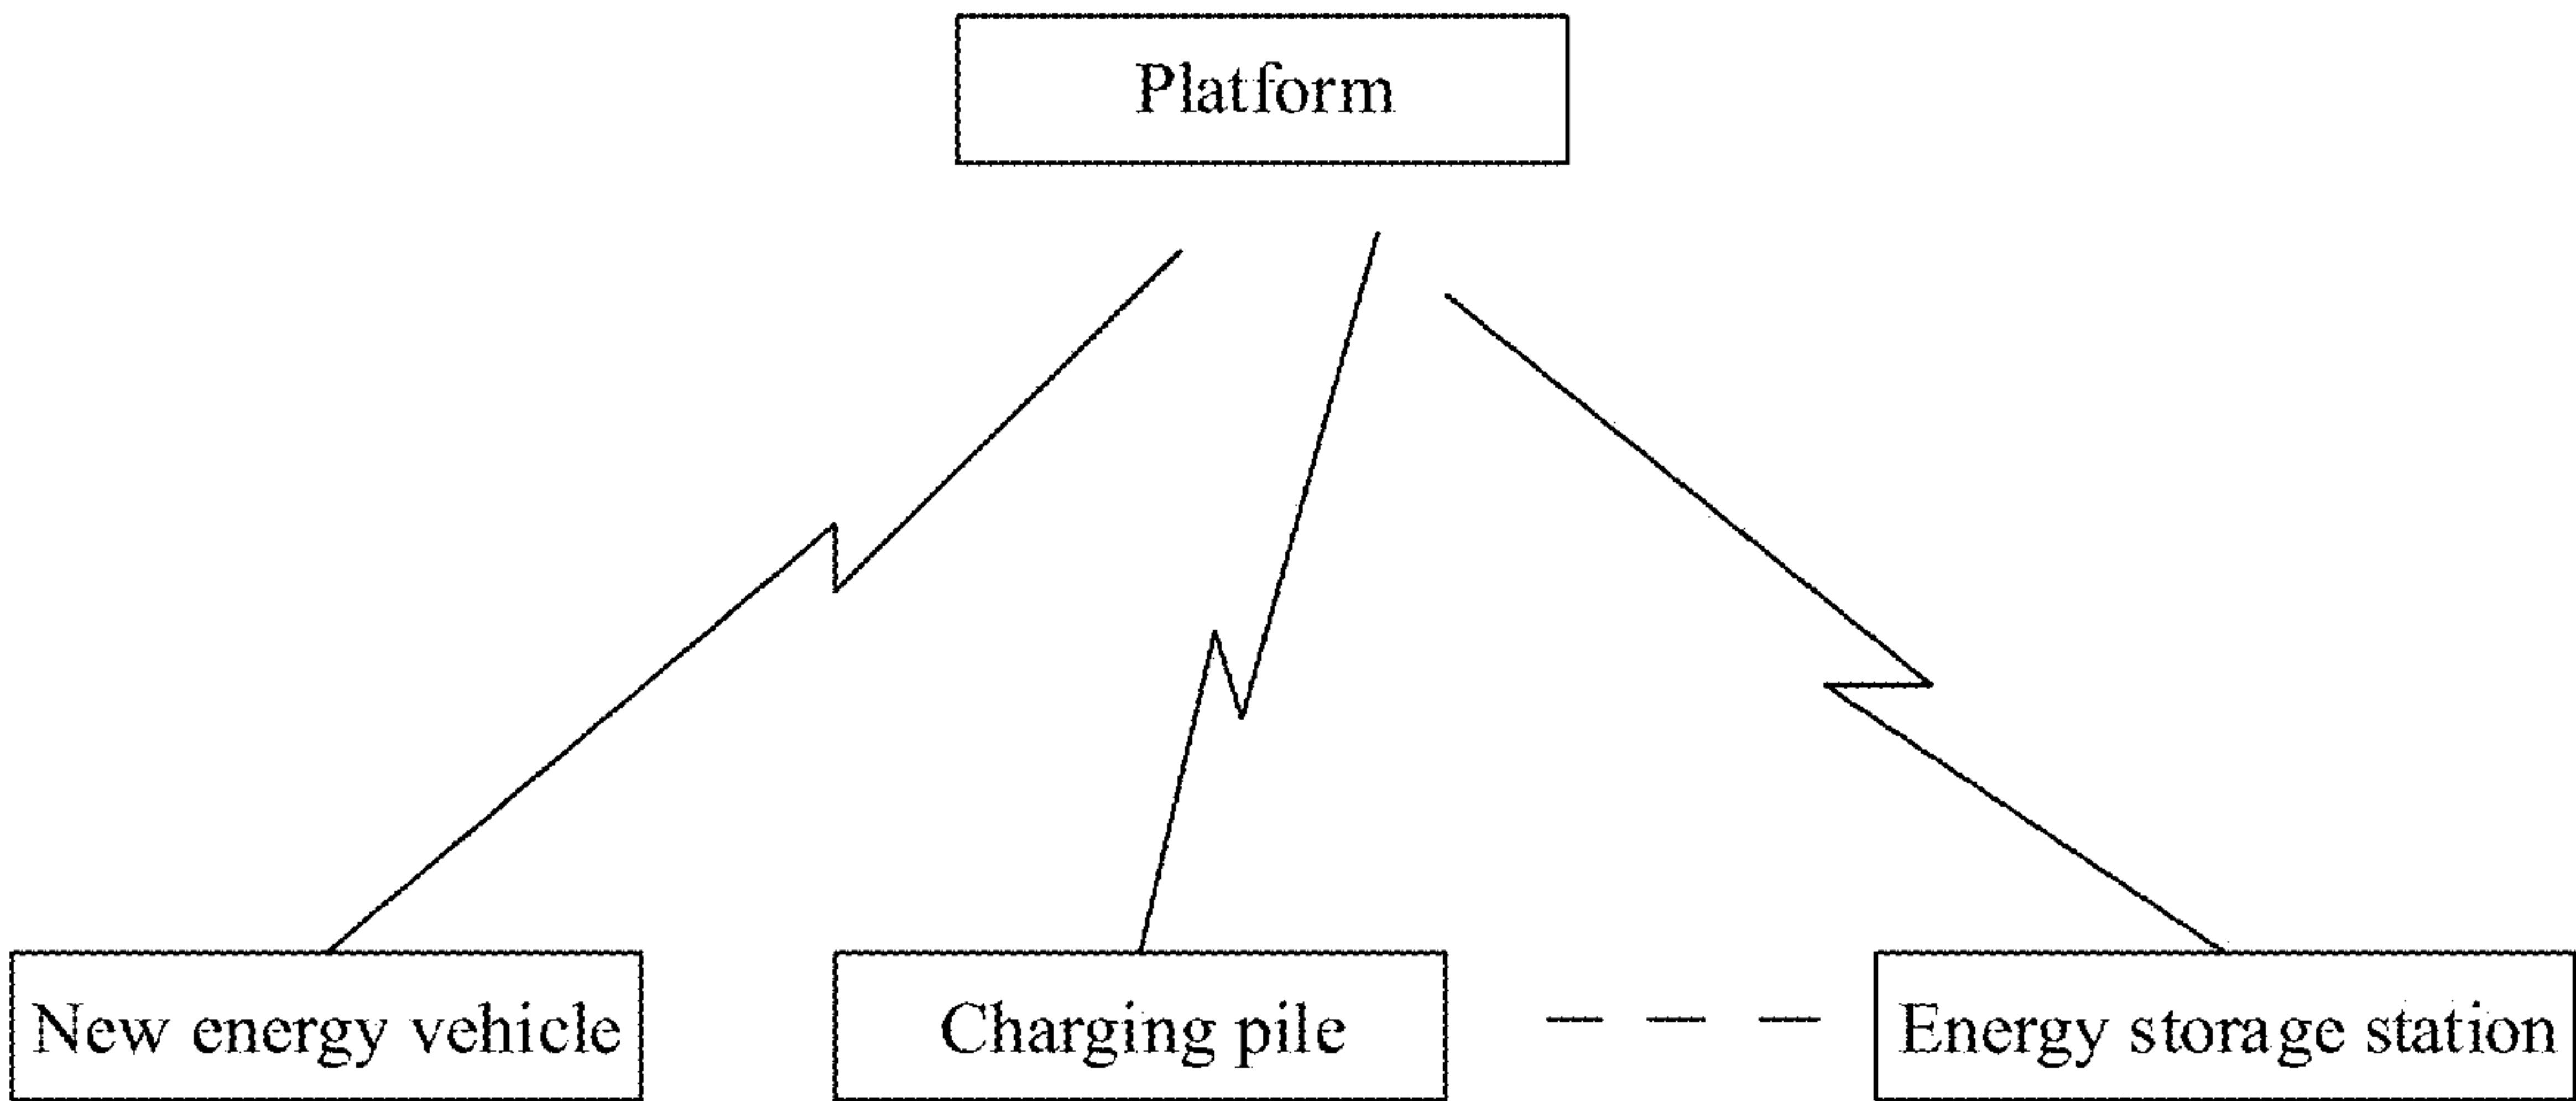 Platform
New energy vehicle
Charging pile
Energy storage station